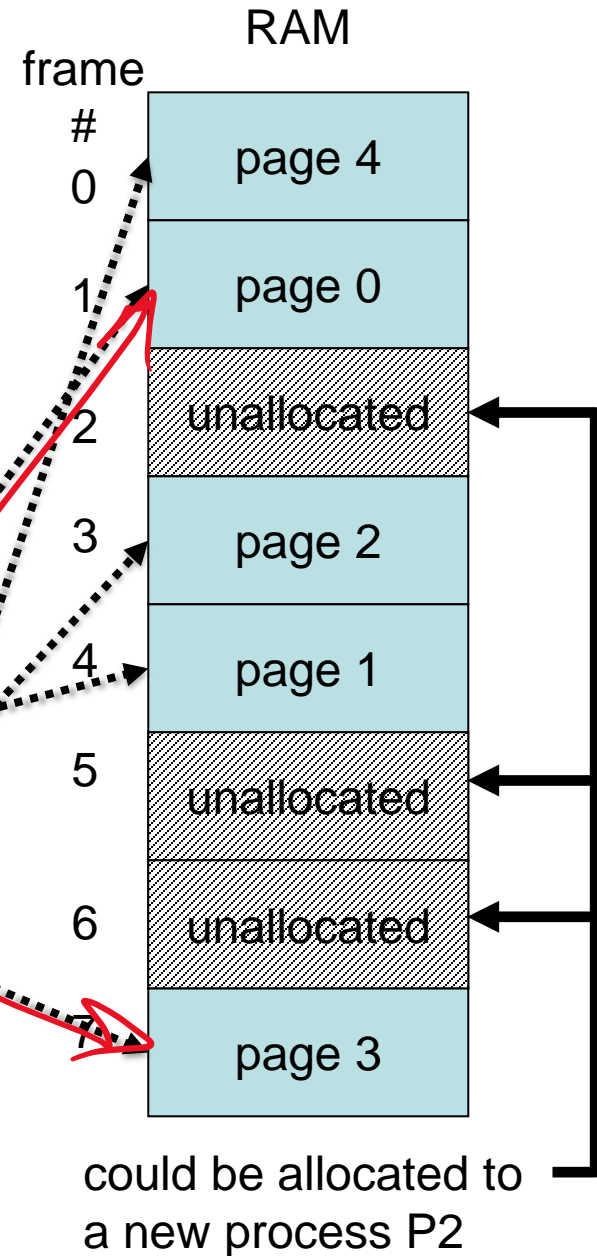 RAM
frame
#
0
page 4
1
page 0
2
unallocated
3
page 2
4
page 1
5
unallocated
6
unallocated
7
page 3
could be allocated to
a new process P2